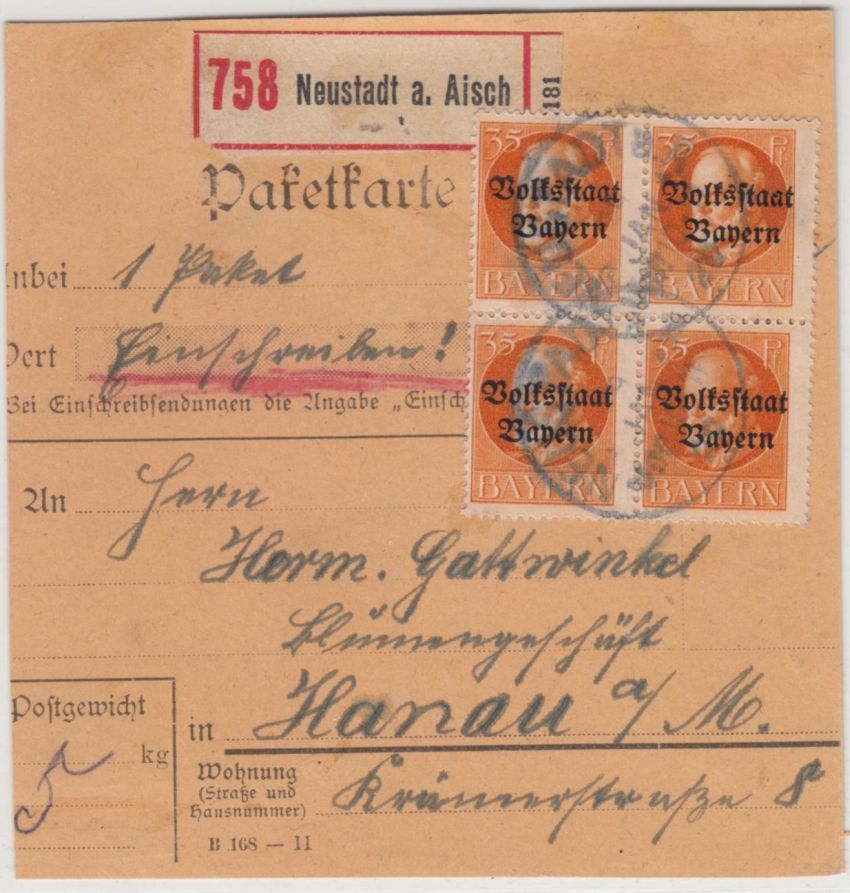 758 Neustadt a. Aisch
181
Paketkarte
35 Pf
Volksstaat
Bayern
BAYERN
35 Pf
Volksstaat
Bayern
BAYERN
35 Pf
Volksstaat
Bayern
BAYERN
35 Pf
Volksstaat
Bayern
BAYERN
nbei 1 Paket
ert Einschreiben!
Bei Einschreibsendungen die Angabe „Einsch
An Herrn
Herm. Gattwinkel
Blumengeschäft
in Hanau a/M.
Postgewicht
5 kg
Wohnung
(Straße und
Hausnummer)
Krämerstraße 8
B 168 — II